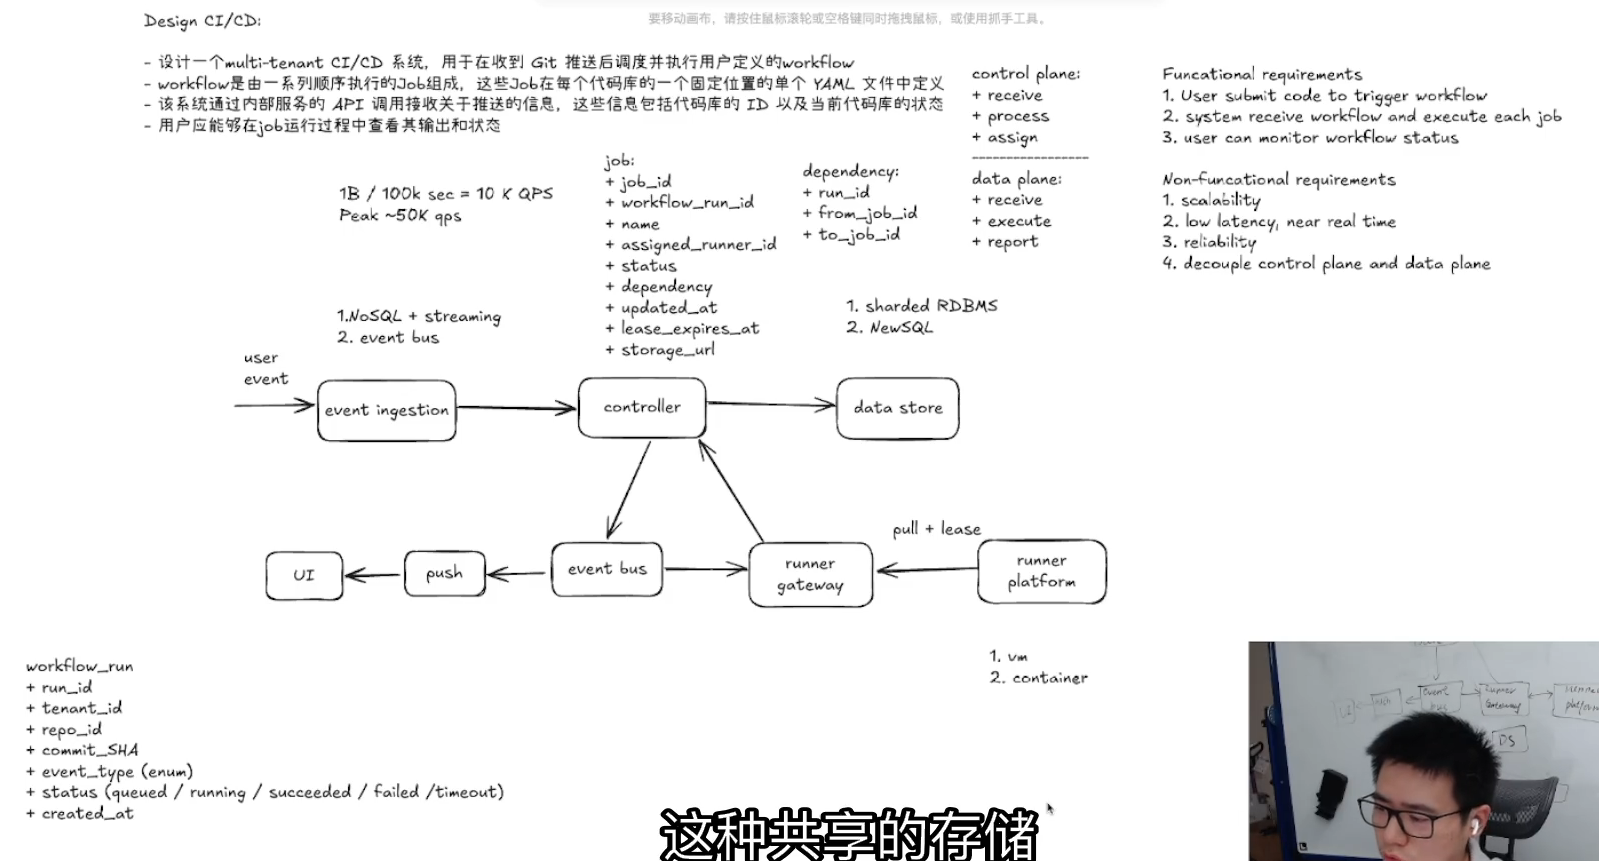 要移动画布，请按住鼠标滚轮或空格键同时拖拽鼠标，或使用抓手工具。
Design CI/CD:
- 设计一个multi-tenant CI/CD 系统，用于在收到 Git 推送后调度并执行用户定义的workflow
- workflow是由一系列顺序执行的Job组成，这些Job在每个代码库的一个固定位置的单个 YAML 文件中定义
- 该系统通过内部服务的 API 调用接收关于推送的信息，这些信息包括代码库的 ID 以及当前代码库的状态
- 用户应能够在job运行过程中查看其输出和状态
control plane:
+ receive
+ process
+ assign
-----------------
data plane:
+ receive
+ execute
+ report
Funcational requirements
1. User submit code to trigger workflow
2. system receive workflow and execute each job
3. user can monitor workflow status
Non-funcational requirements
1. scalability
2. low latency, near real time
3. reliability
4. decouple control plane and data plane
1B / 100k sec = 10 K QPS
Peak ~50K qps
job:
+ job_id
+ workflow_run_id
+ name
+ assigned_runner_id
+ status
+ dependency
+ updated_at
+ lease_expires_at
+ storage_url
dependency:
+ run_id
+ from_job_id
+ to_job_id
1.NoSQL + streaming
2. event bus
1. sharded RDBMS
2. NewSQL
user
event
event ingestion
controller
data store
UI
push
event bus
runner
gateway
pull + lease
runner
platform
1. vm
2. container
workflow_run
+ run_id
+ tenant_id
+ repo_id
+ commit_SHA
+ event_type (enum)
+ status (queued / running / succeeded / failed /timeout)
+ created_at
这种共享的存储
event
bus
runner
Gateway
DS